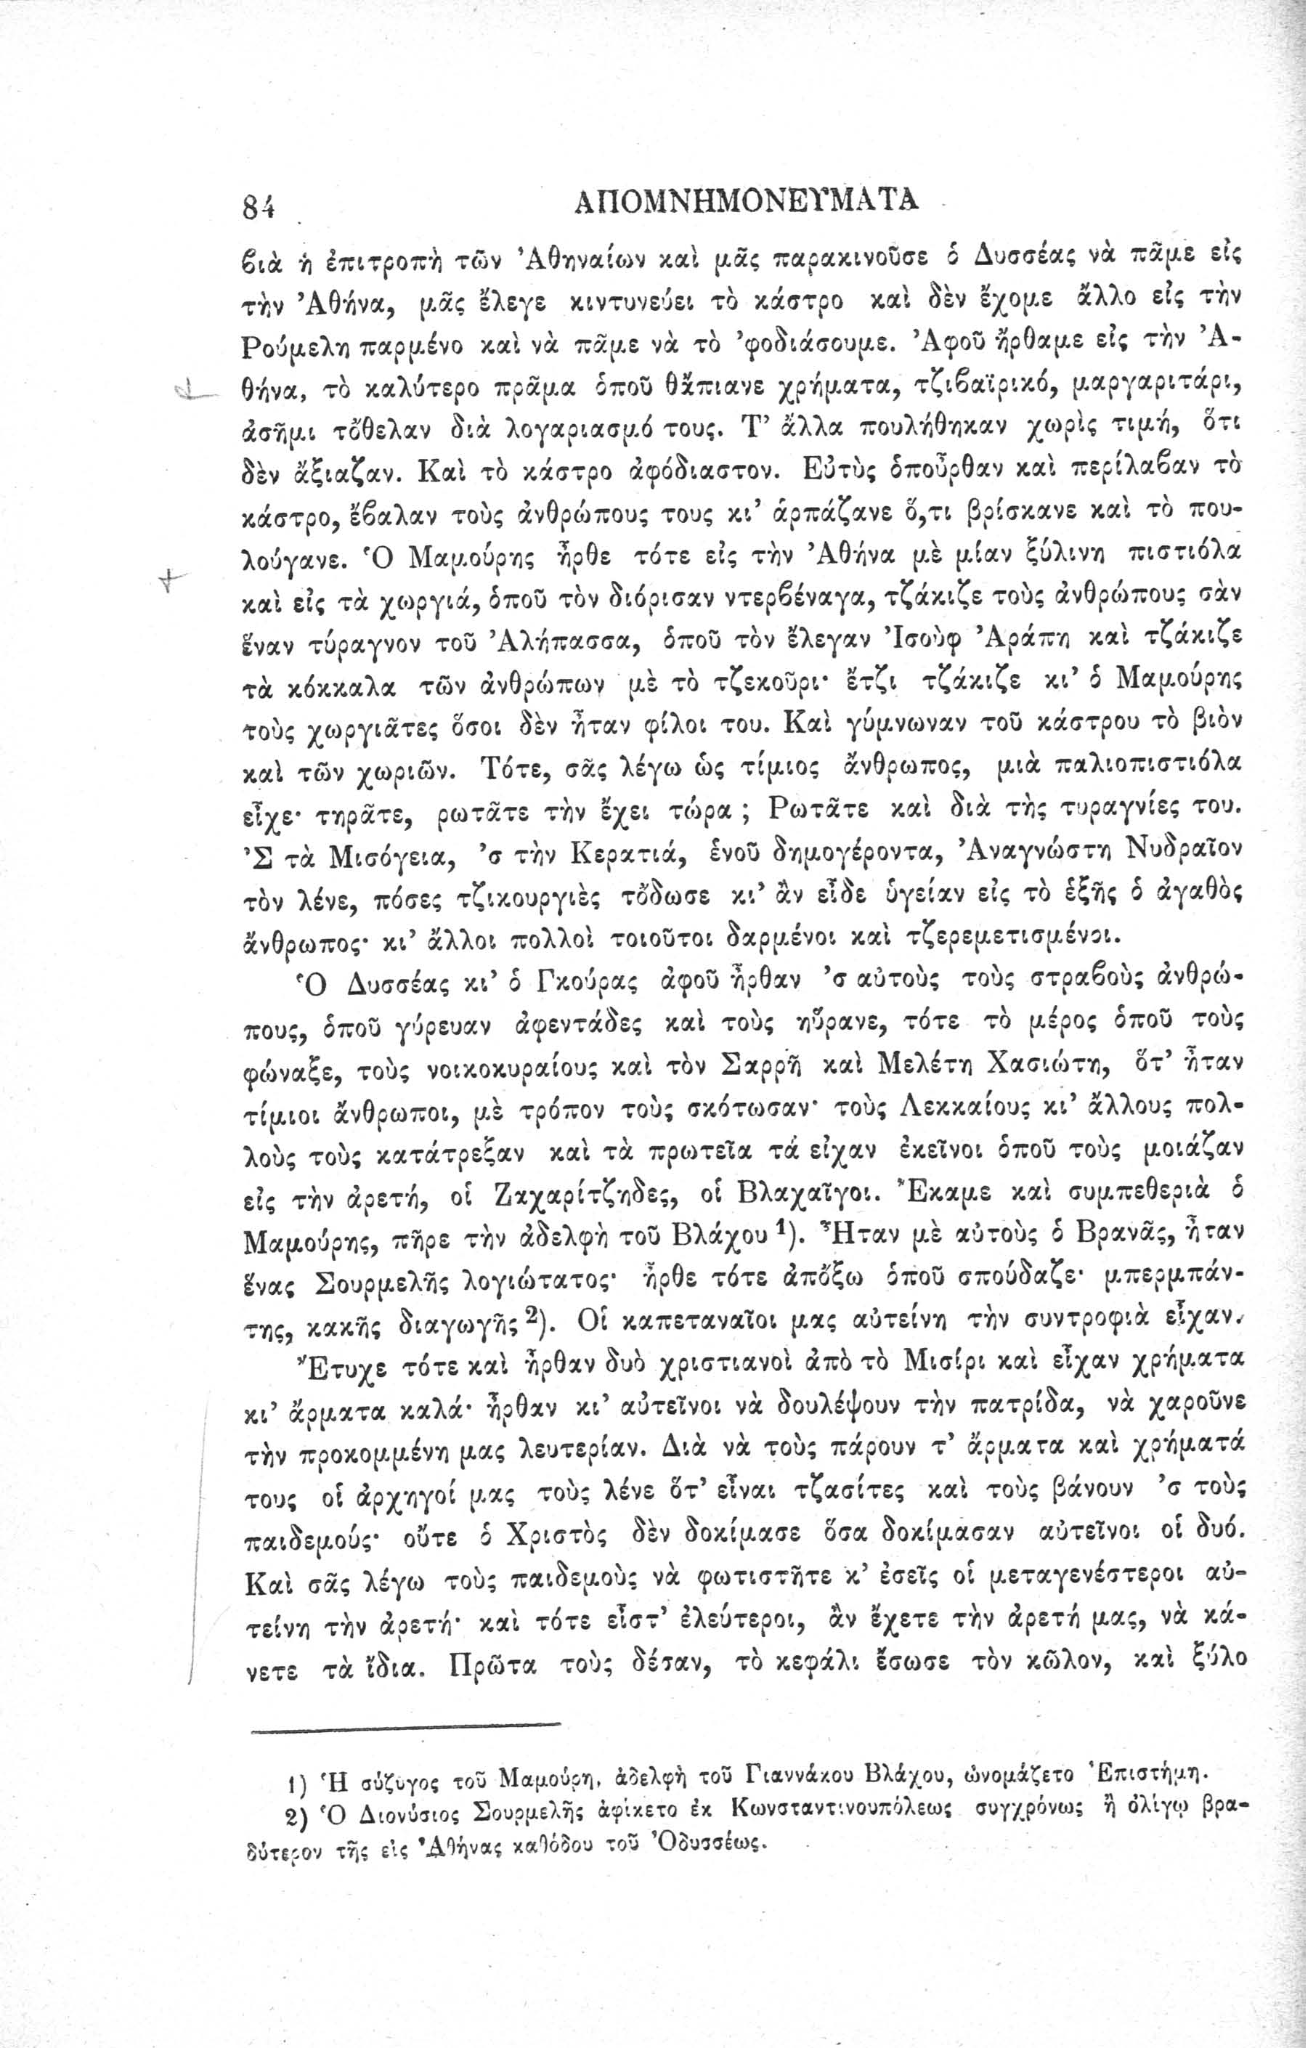 84 ΑΠΟΜΝΗΜΟΝΕΥΜΑΤΑ
βιὰ ἡ ἐπιτροπὴ τῶν Ἀθηναίων καὶ μᾶς παρακινοῦσε ὁ Δυσσέας νὰ πᾶμε εἰς
τὴν Ἀθήνα, μᾶς ἔλεγε κιντυνεύει τὸ κάστρο καὶ δὲν ἔχομε ἄλλο εἰς τὴν
Ρούμελη παρμένο καὶ νὰ πᾶμε νὰ τὸ ’φοδιάσουμε. Ἀφοῦ ἤρθαμε εἰς τὴν Ἀ-
θήνα, τὸ καλύτερο πρᾶμα ὁποῦ θἄπιανε χρήματα, τζιβαϊρικό, μαργαριτάρι,
ἀσῆμι τὄθελαν διὰ λογαριασμό τους. Τ’ ἄλλα πουλήθηκαν χωρὶς τιμή, ὅτι
δὲν ἄξιαζαν. Καὶ τὸ κάστρο ἀφόδιαστον. Εὐτὺς ὁποὖρθαν καὶ περίλαβαν τὸ
κάστρο, ἔβαλαν τοὺς ἀνθρώπους τους κι’ ἁρπάζανε ὅ,τι βρίσκανε καὶ τὸ που-
λούγανε. Ὁ Μαμούρης ἦρθε τότε εἰς τὴν Ἀθήνα μὲ μίαν ξύλινη πιστιόλα
καὶ εἰς τὰ χωργιά, ὁποῦ τὸν διόρισαν ντερβέναγα, τζάκιζε τοὺς ἀνθρώπους σὰν
ἕναν τύραγνον τοῦ Ἀλήπασσα, ὁποῦ τὸν ἔλεγαν Ἰσοὺφ Ἀράπη καὶ τζάκιζε
τὰ κόκκαλα τῶν ἀνθρώπων μὲ τὸ τζεκοῦρι· ἔτζι τζάκιζε κι’ ὁ Μαμούρης
τοὺς χωργιᾶτες ὅσοι δὲν ἦταν φίλοι του. Καὶ γύμνωναν τοῦ κάστρου τὸ βιὸν
καὶ τῶν χωριῶν. Τότε, σᾶς λέγω ὡς τίμιος ἄνθρωπος, μιὰ παλιοπιστιόλα
εἶχε· τηρᾶτε, ρωτᾶτε τὴν ἔχει τώρα ; Ρωτᾶτε καὶ διὰ τὴς τυραγνίες του.
’Σ τὰ Μισόγεια, ’σ τὴν Κερατιά, ἑνοῦ δημογέροντα, Ἀναγνώστη Νυδραῖον
τὸν λένε, πόσες τζικουργιὲς τὄδωσε κι’ ἂν εἶδε ὑγείαν εἰς τὸ ἑξῆς ὁ ἀγαθὸς
ἄνθρωπος· κι’ ἄλλοι πολλοὶ τοιοῦτοι δαρμένοι καὶ τζερεμετισμένοι.
Ὁ Δυσσέας κι’ ὁ Γκούρας ἀφοῦ ἦρθαν ’σ αὐτοὺς τοὺς στραβοὺς ἀνθρώ-
πους, ὁποῦ γύρευαν ἀφεντάδες καὶ τοὺς ηὕρανε, τότε τὸ μέρος ὁποῦ τοὺς
φώναξε, τοὺς νοικοκυραίους καὶ τὸν Σαρρῆ καὶ Μελέτη Χασιώτη, ὅτ’ ἦταν
τίμιοι ἄνθρωποι, μὲ τρόπον τοὺς σκότωσαν· τοὺς Λεκκαίους κι’ ἄλλους πολ-
λοὺς τοὺς κατάτρεξαν καὶ τὰ πρωτεῖα τά εἶχαν ἐκεῖνοι ὁποῦ τοὺς μοιάζαν
εἰς τὴν ἀρετή, οἱ Ζαχαρίτζηδες, οἱ Βλαχαῖγοι. Ἔκαμε καὶ συμπεθεριὰ ὁ
Μαμούρης, πῆρε τὴν ἀδελφὴ τοῦ Βλάχου 1). Ἦταν μὲ αὐτοὺς ὁ Βρανᾶς, ἦταν
ἕνας Σουρμελῆς λογιώτατος· ἦρθε τότε ἀπὄξω ὁποῦ σπούδαζε· μπερμπάν-
της, κακῆς διαγωγῆς 2). Οἱ καπεταναῖοι μας αὐτείνη τὴν συντροφιὰ εἶχαν.
Ἔτυχε τότε καὶ ἦρθαν δυὸ χριστιανοὶ ἀπὸ τὸ Μισίρι καὶ εἶχαν χρήματα
κι’ ἄρματα καλά· ἦρθαν κι’ αὐτεῖνοι νὰ δουλέψουν τὴν πατρίδα, νὰ χαροῦνε
τὴν προκομμένη μας λευτερίαν. Διὰ νὰ τοὺς πάρουν τ’ ἄρματα καὶ χρήματά
τους οἱ ἀρχηγοί μας τοὺς λένε ὅτ’ εἶναι τζασίτες καὶ τοὺς βάνουν ’σ τοὺς
παιδεμούς· οὔτε ὁ Χριστὸς δὲν δοκίμασε ὅσα δοκίμασαν αὐτεῖνοι οἱ δυό.
Καὶ σᾶς λέγω τοὺς παιδεμοὺς νὰ φωτιστῆτε κ’ ἐσεῖς οἱ μεταγενέστεροι αὐ-
τείνη τὴν ἀρετή· καὶ τότε εἶστ’ ἐλεύτεροι, ἂν ἔχετε τὴν ἀρετή μας, νὰ κά-
νετε τὰ ἴδια. Πρῶτα τοὺς δέσαν, τὸ κεφάλι ἔσωσε τὸν κῶλον, καὶ ξύλο
1) Ἡ σύζυγος τοῦ Μαμούρη, ἀδελφὴ τοῦ Γιαννάκου Βλάχου, ὠνομάζετο Ἐπιστήμη.
2) Ὁ Διονύσιος Σουρμελῆς ἀφίκετο ἐκ Κωνσταντινουπόλεως συγχρόνως ἢ ὀλίγῳ βρα-
δύτερον τῆς εἰς Ἀθήνας καθόδου τοῦ Ὀδυσσέως.